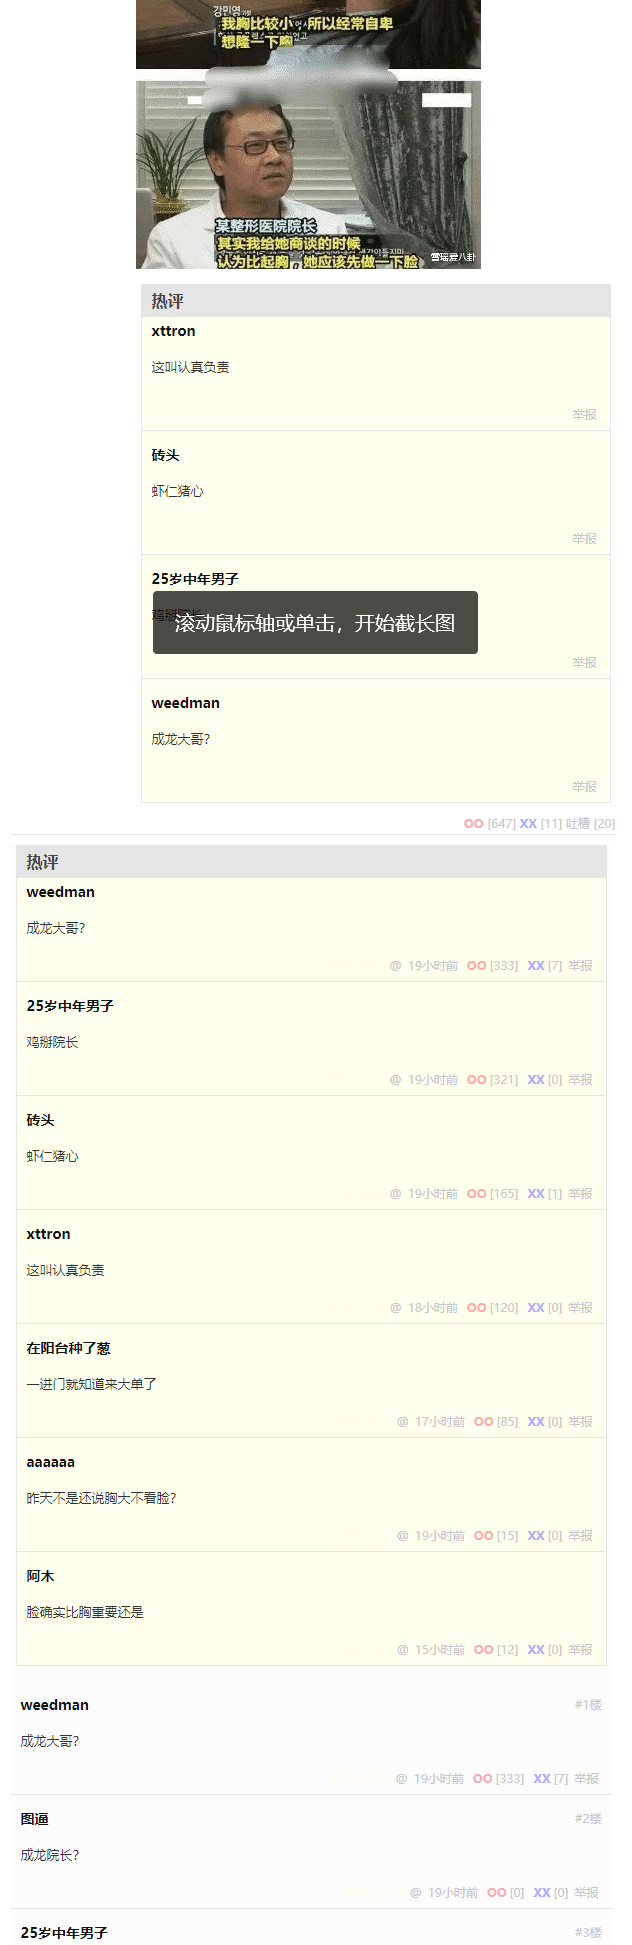 강민영
我胸比较小 所以经常自卑
想隆一下胸
某整形医院院长
其实我给她商谈的时候
认为比起胸，她应该先做一下脸
雪瑶爱八卦
热评
xttron
这叫认真负责
举报
砖头
虾仁猪心
举报
25岁中年男子
鸡掰院长
滚动鼠标轴或单击，开始截长图
举报
weedman
成龙大哥？
举报
OO [647] XX [11] 吐槽 [20]
热评
weedman
成龙大哥？
@ 19小时前 OO [333] XX [7] 举报
25岁中年男子
鸡掰院长
@ 19小时前 OO [321] XX [0] 举报
砖头
虾仁猪心
@ 19小时前 OO [165] XX [1] 举报
xttron
这叫认真负责
@ 18小时前 OO [120] XX [0] 举报
在阳台种了葱
一进门就知道来大单了
@ 17小时前 OO [85] XX [0] 举报
aaaaaa
昨天不是还说胸大不看脸？
@ 19小时前 OO [15] XX [0] 举报
阿木
脸确实比胸重要还是
@ 15小时前 OO [12] XX [0] 举报
weedman #1楼
成龙大哥？
@ 19小时前 OO [333] XX [7] 举报
图逼 #2楼
成龙院长？
@ 19小时前 OO [0] XX [0] 举报
25岁中年男子 #3楼